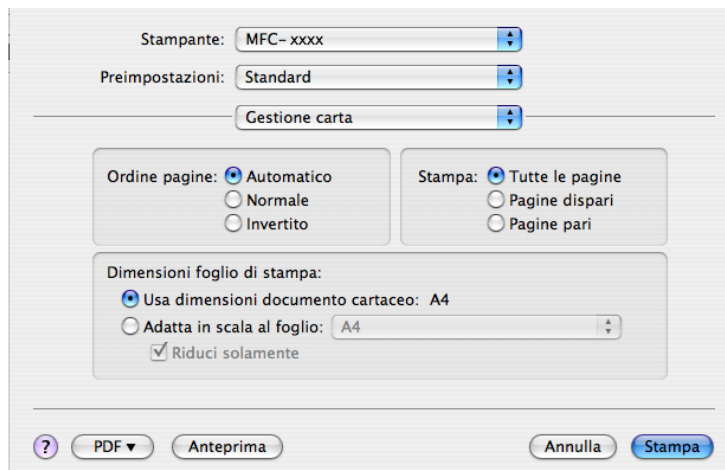 Stampante: MFC- xxxx
Preimpostazioni: Standard
Gestione carta
Ordine pagine: Automatico
Normale
Invertito
Stampa: Tutte le pagine
Pagine dispari
Pagine pari
Dimensioni foglio di stampa:
Usa dimensioni documento cartaceo: A4
Adatta in scala al foglio: A4
Riduci solamente
? PDF ▼ Anteprima Annulla Stampa